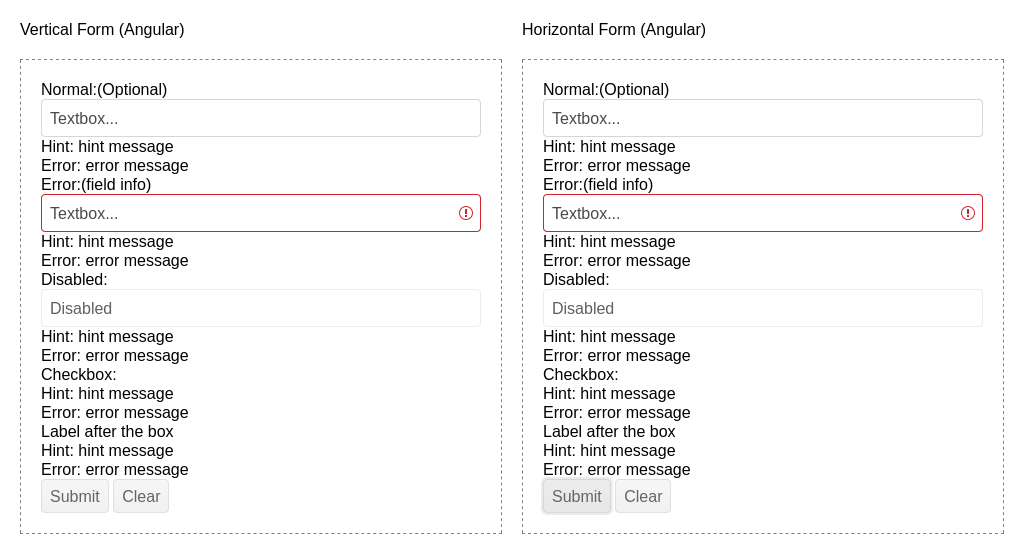 Vertical Form (Angular)
Normal:(Optional)
Textbox...
Hint: hint message
Error: error message
Error:(field info)
Textbox...
Hint: hint message
Error: error message
Disabled:
Disabled
Hint: hint message
Error: error message
Checkbox:
Hint: hint message
Error: error message
Label after the box
Hint: hint message
Error: error message
Submit Clear
Horizontal Form (Angular)
Normal:(Optional)
Textbox...
Hint: hint message
Error: error message
Error:(field info)
Textbox...
Hint: hint message
Error: error message
Disabled:
Disabled
Hint: hint message
Error: error message
Checkbox:
Hint: hint message
Error: error message
Label after the box
Hint: hint message
Error: error message
Submit Clear